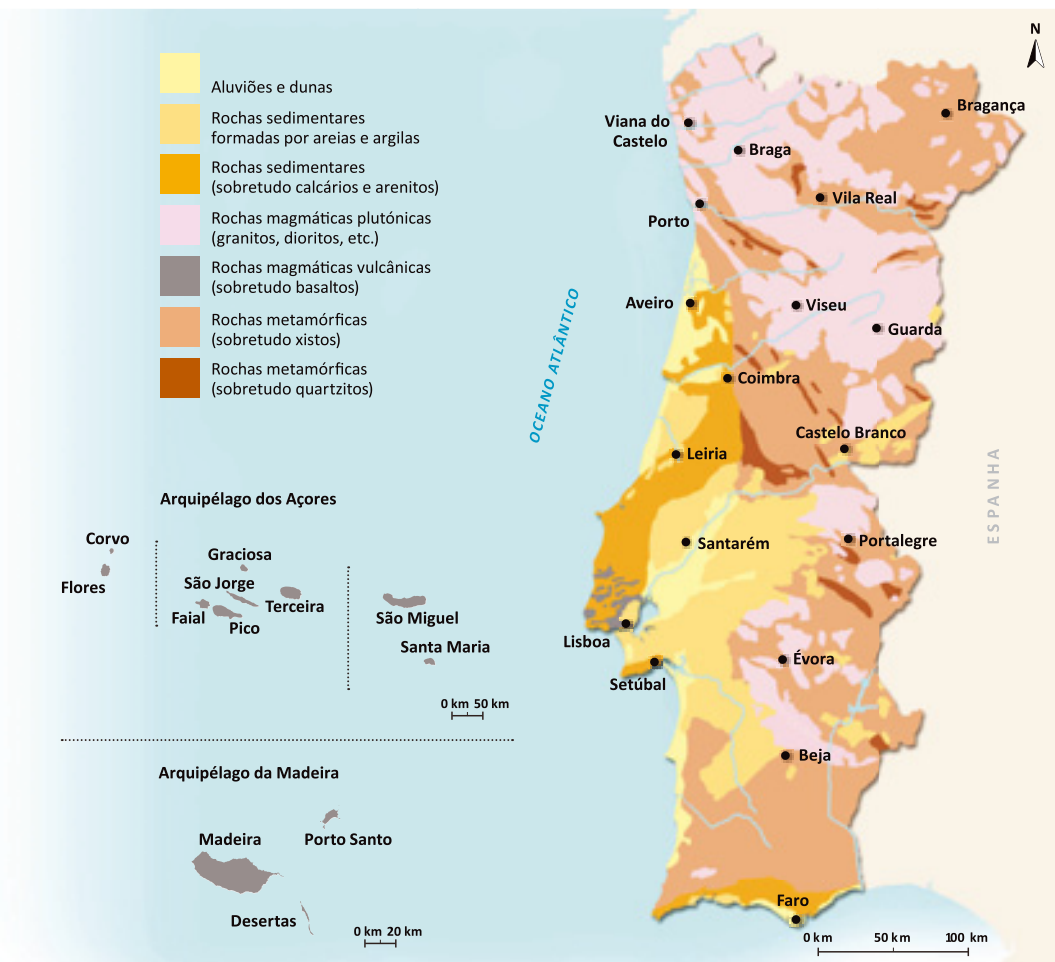 N
Aluviões e dunas
Rochas sedimentares
formadas por areias e argilas
Rochas sedimentares
(sobretudo calcários e arenitos)
Rochas magmáticas plutónicas
(granitos, dioritos, etc.)
Rochas magmáticas vulcânicas
(sobretudo basaltos)
Rochas metamórficas
(sobretudo xistos)
Rochas metamórficas
(sobretudo quartzitos)
Bragança
Viana do
Castelo
Braga
Vila Real
Porto
Aveiro
Viseu
Guarda
OCEANO ATLÂNTICO
Coimbra
Castelo Branco
Leiria
ESPANHA
Santarém
Portalegre
Lisboa
Évora
Setúbal
Beja
Faro
0 km 50 km 100 km
Arquipélago dos Açores
Corvo
Flores
Graciosa
São Jorge
Terceira
Faial
Pico
São Miguel
Santa Maria
0 km 50 km
Arquipélago da Madeira
Madeira
Porto Santo
Desertas
0 km 20 km